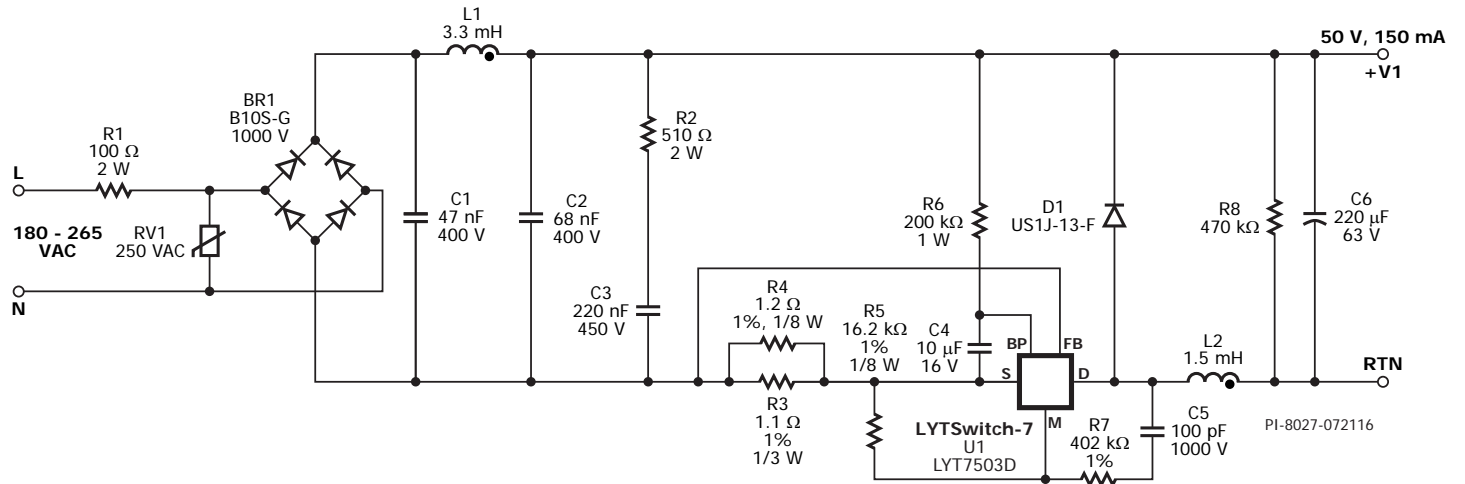 L1
3.3 mH
50 V, 150 mA
+V1
BR1
B10S-G
1000 V
R1
100 Ω
2 W
L
180 - 265
VAC
RV1
250 VAC
N
C1
47 nF
400 V
C2
68 nF
400 V
R2
510 Ω
2 W
C3
220 nF
450 V
R6
200 kΩ
1 W
D1
US1J-13-F
R8
470 kΩ
C6
220 µF
63 V
R4
1.2 Ω
1%, 1/8 W
R3
1.1 Ω
1%
1/3 W
R5
16.2 kΩ
1%
1/8 W
C4
10 µF
16 V
BP
FB
S
D
M
LYTSwitch-7
U1
LYT7503D
R7
402 kΩ
1%
C5
100 pF
1000 V
L2
1.5 mH
RTN
PI-8027-072116